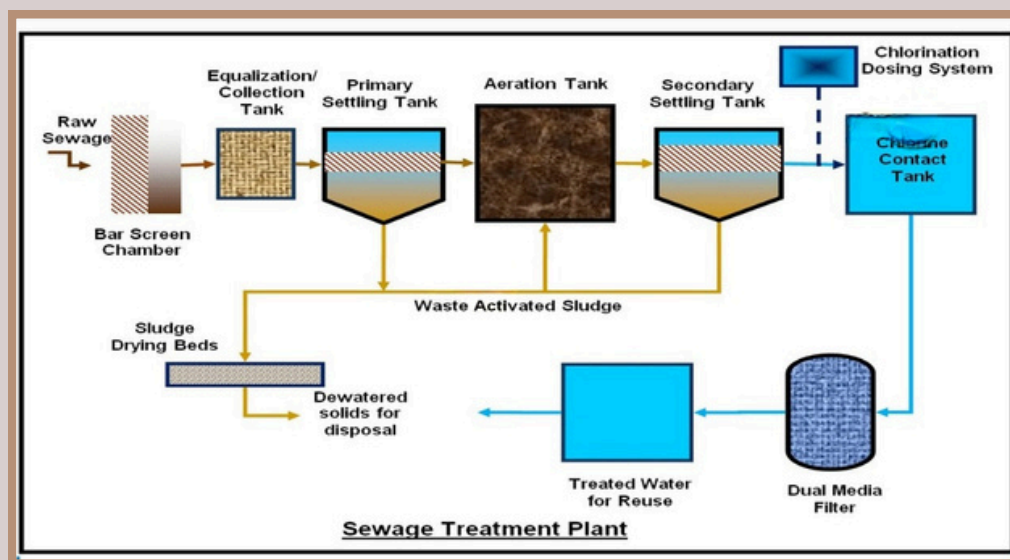 Raw
Sewage
Bar Screen
Chamber
Equalization/
Collection
Tank
Primary
Settling Tank
Aeration Tank
Secondary
Settling Tank
Chlorination
Dosing System
Chlorine
Contact
Tank
Waste Activated Sludge
Sludge
Drying Beds
Dewatered
solids for
disposal
Treated Water
for Reuse
Dual Media
Filter
Sewage Treatment Plant